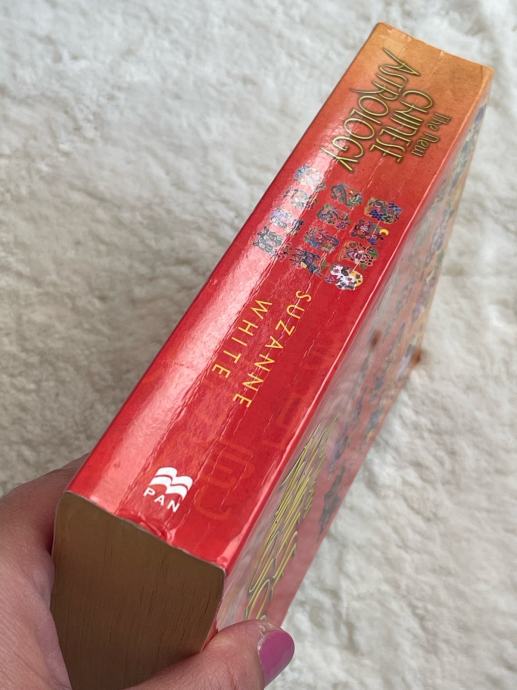 The New
CHINESE
ASTROLOGY
SUZANNE
WHITE
PAN